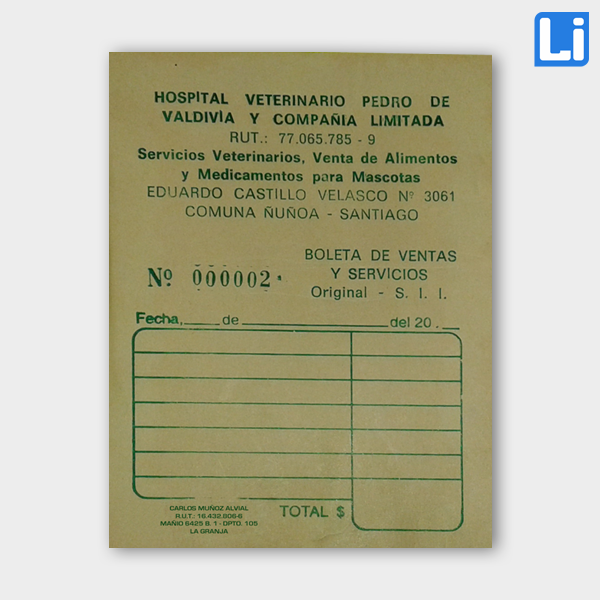 Li
HOSPITAL VETERINARIO PEDRO DE
VALDIVIA Y COMPAÑIA LIMITADA
RUT.: 77.065.785 - 9
Servicios Veterinarios, Venta de Alimentos
y Medicamentos para Mascotas
EDUARDO CASTILLO VELASCO Nº 3061
COMUNA ÑUÑOA - SANTIAGO
BOLETA DE VENTAS
Y SERVICIOS
Original - S. I. I.
Nº 000002
Fecha, ____ de ____________ del 20 . __
TOTAL $
CARLOS MUÑOZ ALVIAL
R.U.T.: 16.432.806-6
MAÑIO 6425 B. 1 - DPTO. 105
LA GRANJA